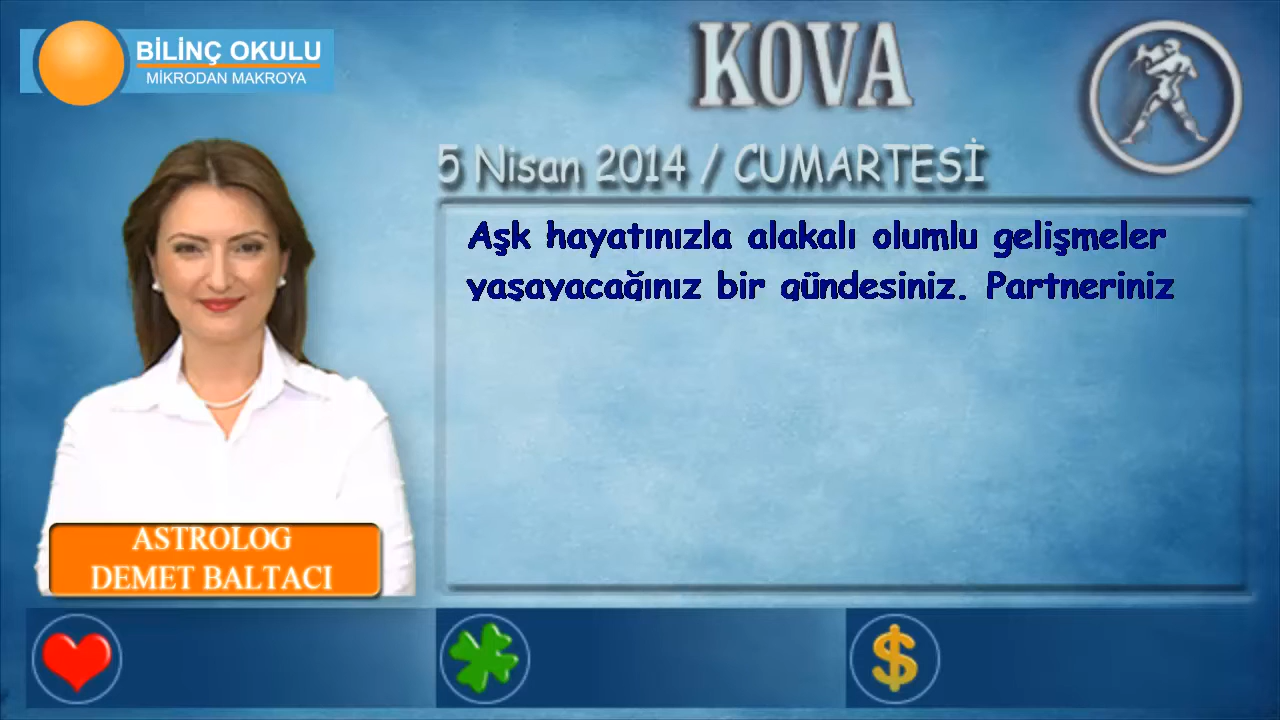 BİLİNÇ OKULU
MİKRODAN MAKROYA
KOVA
5 Nisan 2014 / CUMARTESİ
Aşk hayatınızla alakalı olumlu gelişmeler
yaşayacağınız bir gündesiniz. Partneriniz
ASTROLOG
DEMET BALTACI